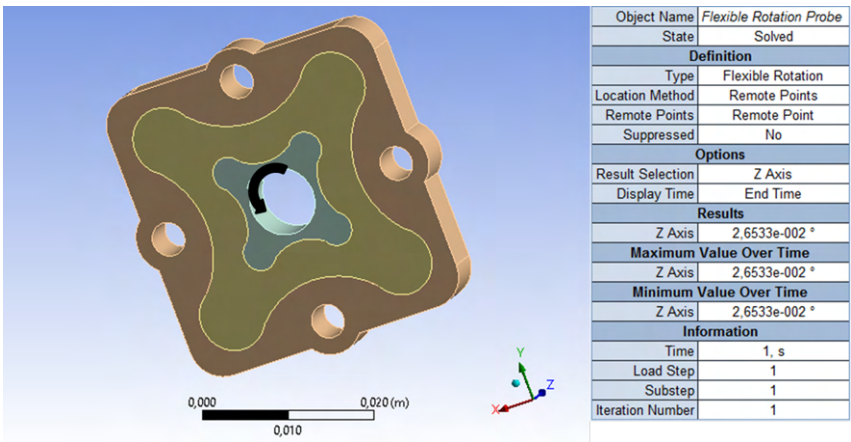 0,000
0,020 (m)
0,010
Y
Z
X
Object Name Flexible Rotation Probe
State Solved
Definition
Type Flexible Rotation
Location Method Remote Points
Remote Points Remote Point
Suppressed No
Options
Result Selection Z Axis
Display Time End Time
Results
Z Axis 2,6533e-002 °
Maximum Value Over Time
Z Axis 2,6533e-002 °
Minimum Value Over Time
Z Axis 2,6533e-002 °
Information
Time 1, s
Load Step 1
Substep 1
Iteration Number 1